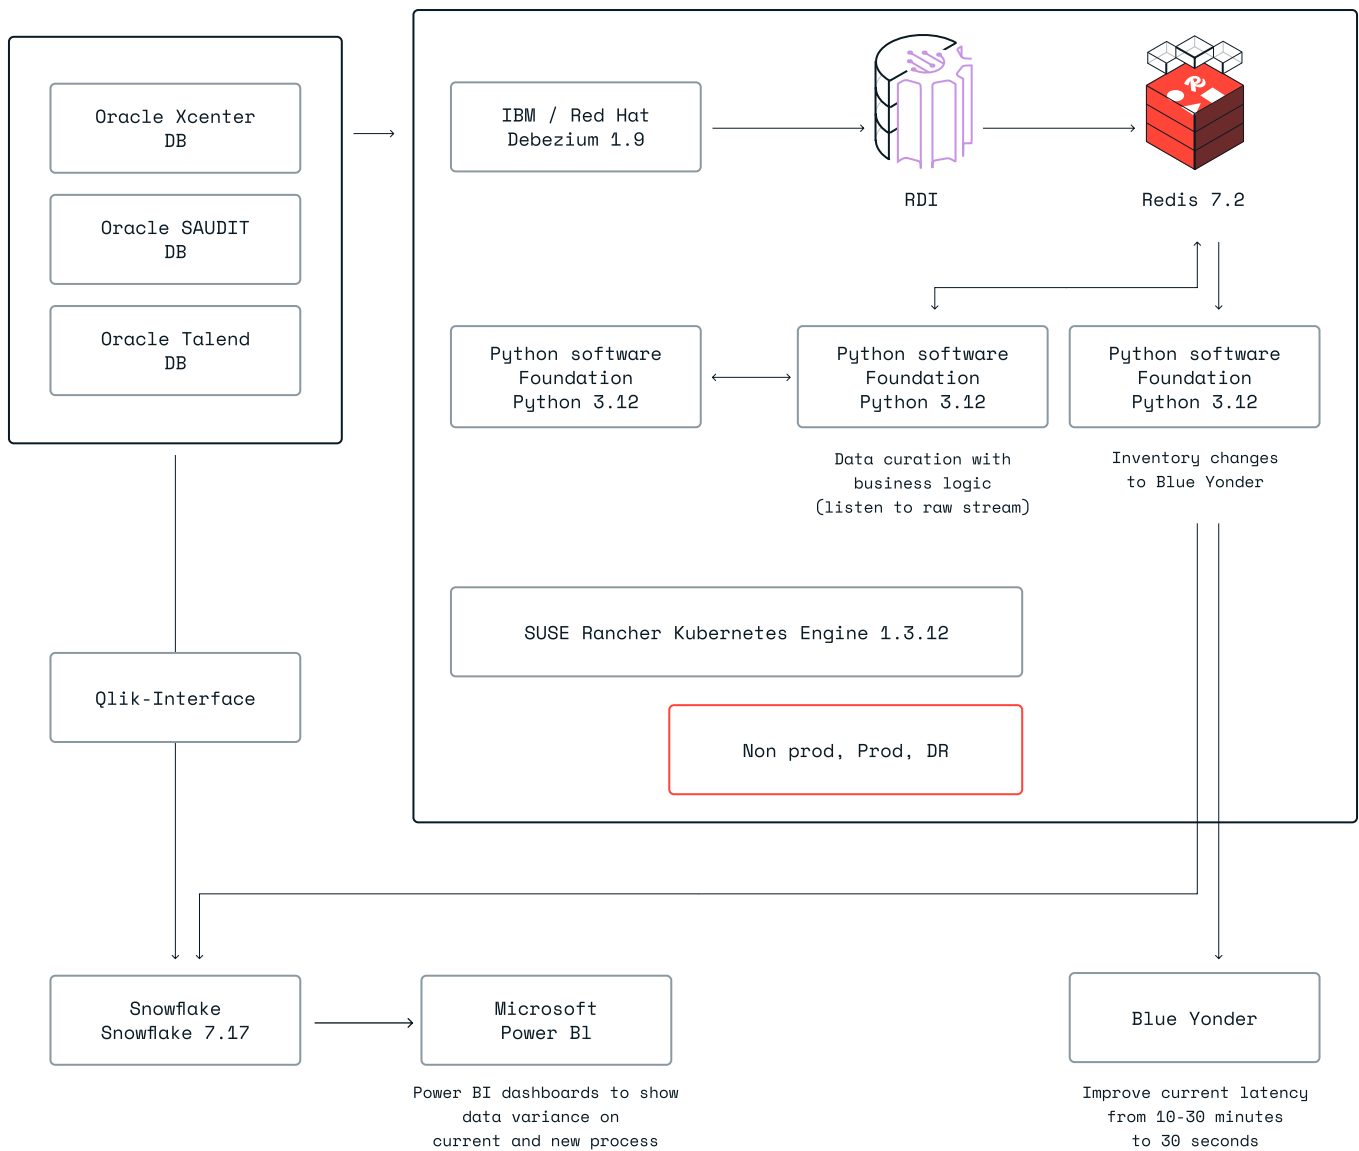 Oracle Xcenter
DB
Oracle SAUDIT
DB
Oracle Talend
DB
IBM / Red Hat
Debezium 1.9
RDI
Redis 7.2
Python software
Foundation
Python 3.12
Python software
Foundation
Python 3.12
Data curation with
business logic
(listen to raw stream)
Python software
Foundation
Python 3.12
Inventory changes
to Blue Yonder
SUSE Rancher Kubernetes Engine 1.3.12
Non prod, Prod, DR
Qlik-Interface
Snowflake
Snowflake 7.17
Microsoft
Power Bl
Power BI dashboards to show
data variance on
current and new process
Blue Yonder
Improve current latency
from 10-30 minutes
to 30 seconds